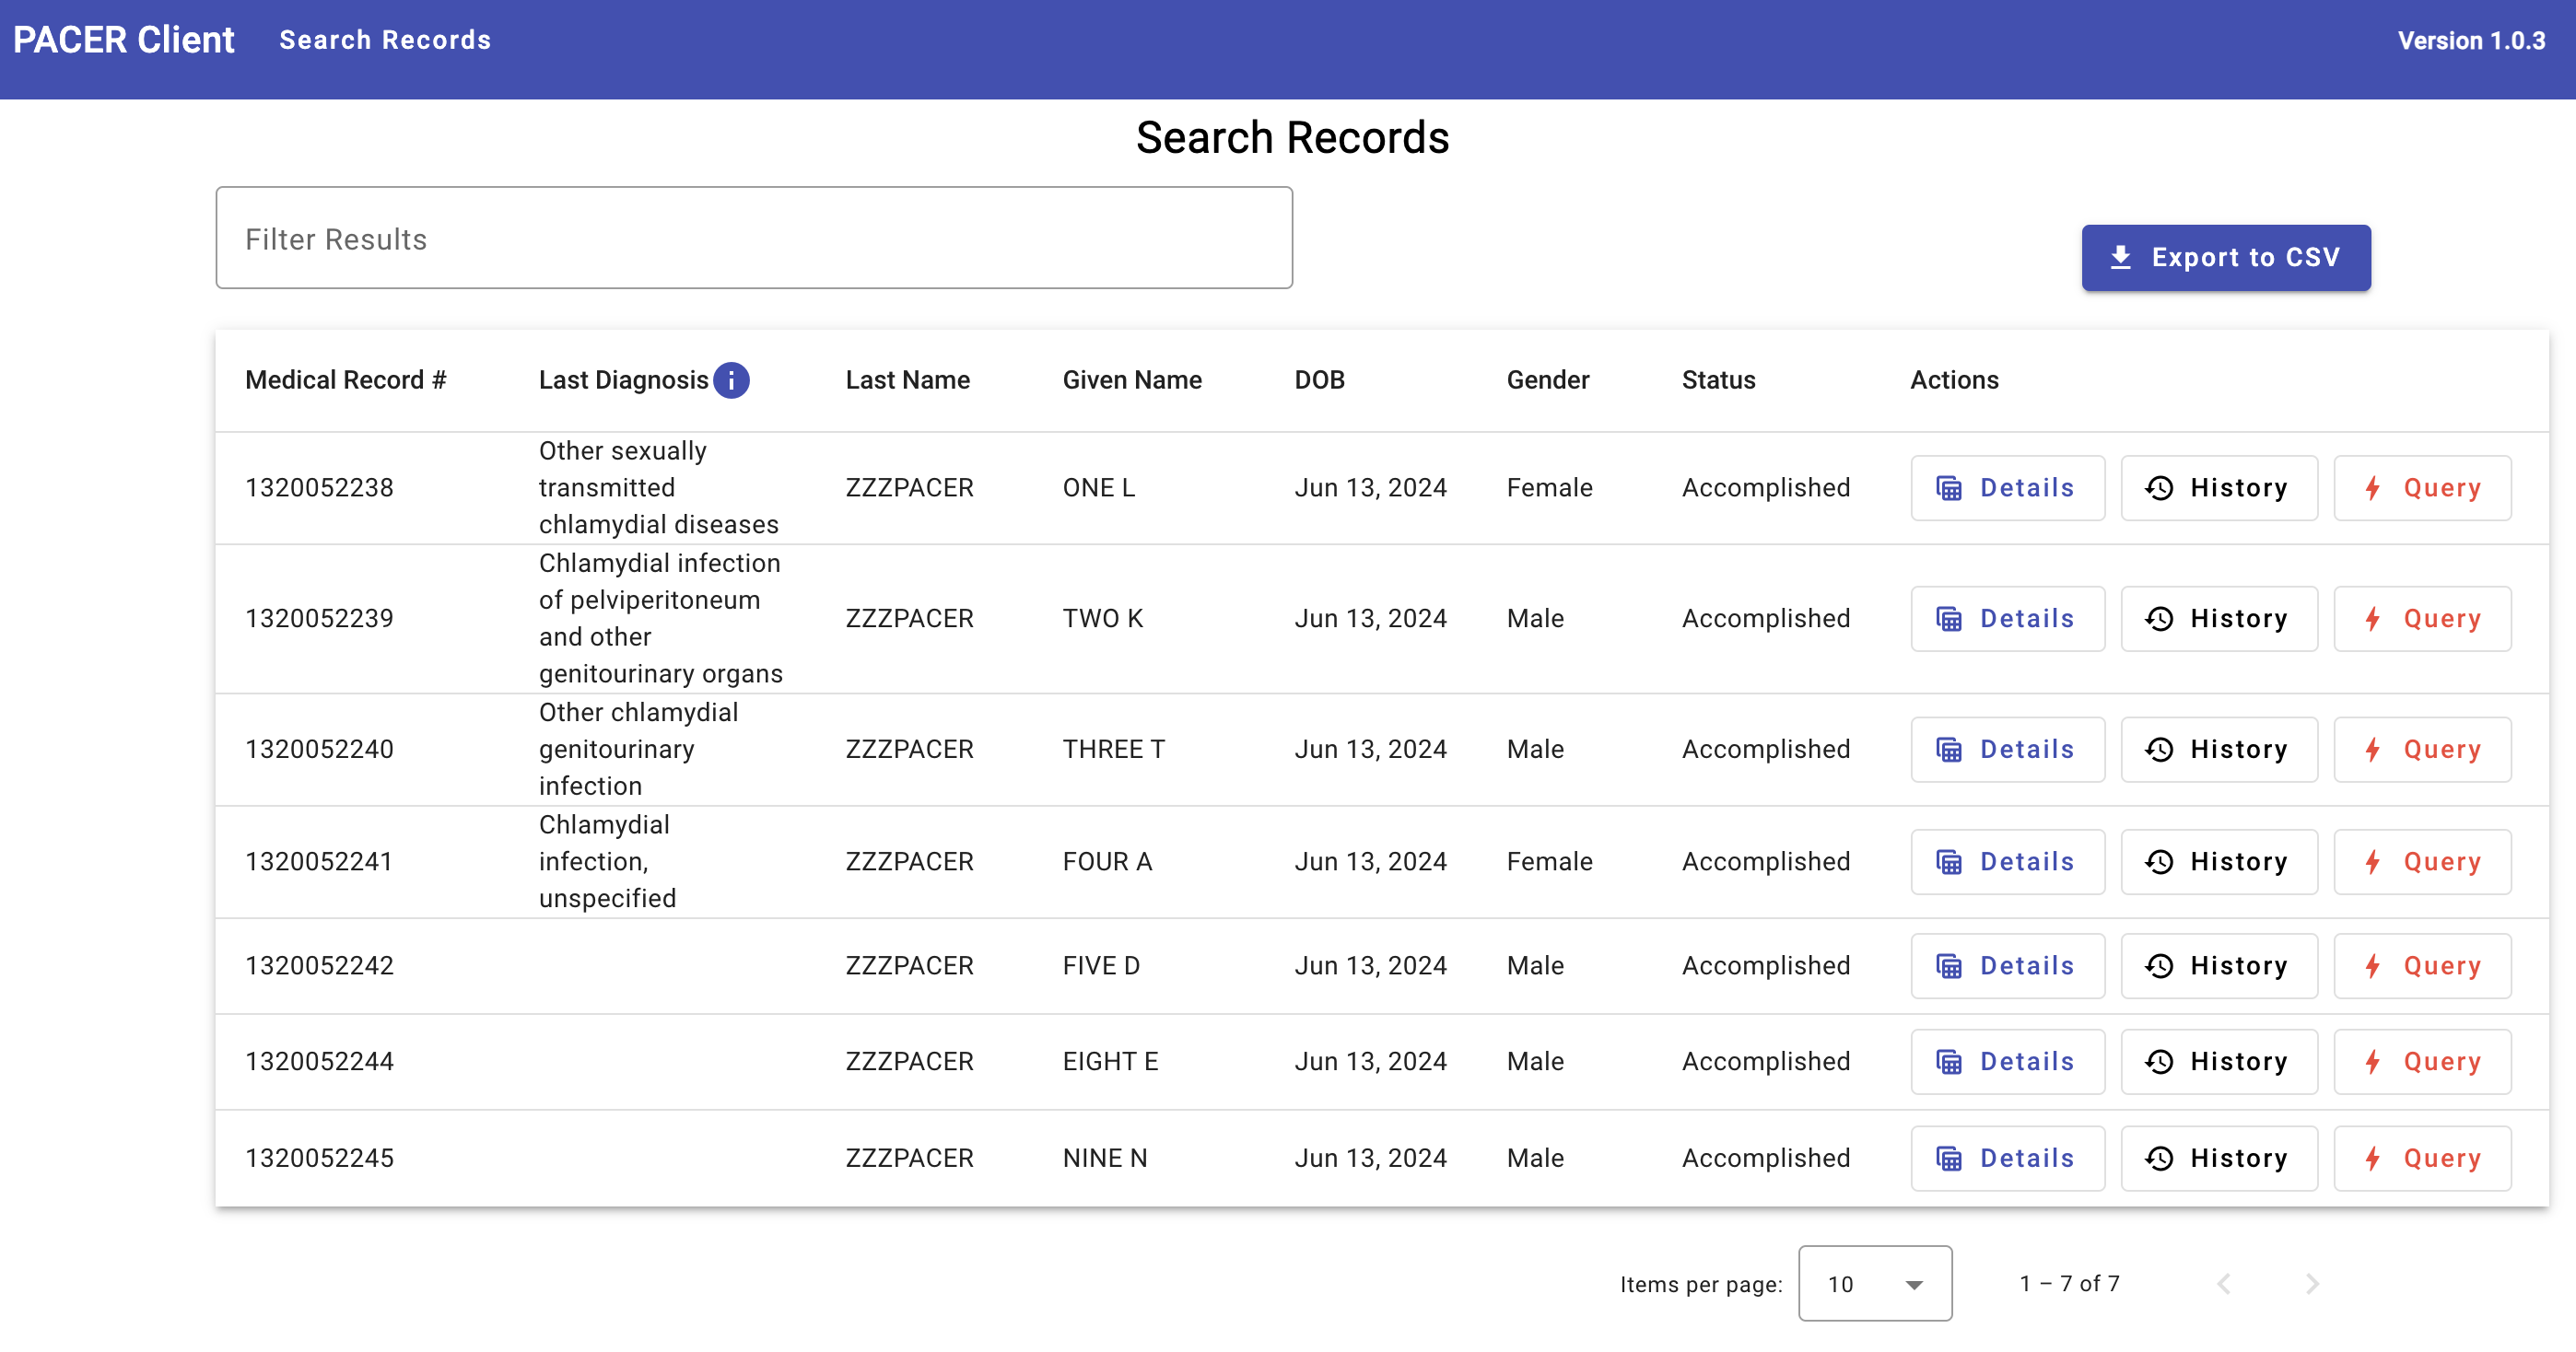 PACER Client Search Records Version 1.0.3
Search Records
Filter Results
Export to CSV
Medical Record # Last Diagnosis i Last Name Given Name DOB Gender Status Actions
1320052238 Other sexually transmitted chlamydial diseases ZZZPACER ONE L Jun 13, 2024 Female Accomplished Details History Query
1320052239 Chlamydial infection of pelviperitoneum and other genitourinary organs ZZZPACER TWO K Jun 13, 2024 Male Accomplished Details History Query
1320052240 Other chlamydial genitourinary infection ZZZPACER THREE T Jun 13, 2024 Male Accomplished Details History Query
1320052241 Chlamydial infection, unspecified ZZZPACER FOUR A Jun 13, 2024 Female Accomplished Details History Query
1320052242 ZZZPACER FIVE D Jun 13, 2024 Male Accomplished Details History Query
1320052244 ZZZPACER EIGHT E Jun 13, 2024 Male Accomplished Details History Query
1320052245 ZZZPACER NINE N Jun 13, 2024 Male Accomplished Details History Query
Items per page: 10 1 – 7 of 7